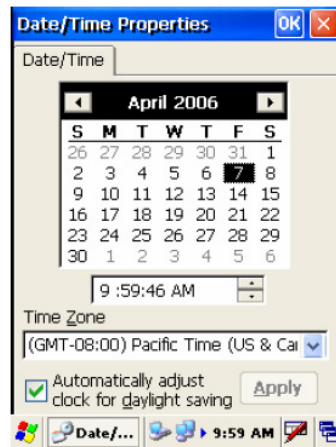 Date/Time Properties OK
Date/Time
April 2006
S M T W T F S
26 27 28 29 30 31 1
2 3 4 5 6 7 8
9 10 11 12 13 14 15
16 17 18 19 20 21 22
23 24 25 26 27 28 29
30 1 2 3 4 5 6
9 :59:46 AM
Time Zone
(GMT-08:00) Pacific Time (US & Ca
Automatically adjust
clock for daylight saving
Apply
Date/... 9:59 AM